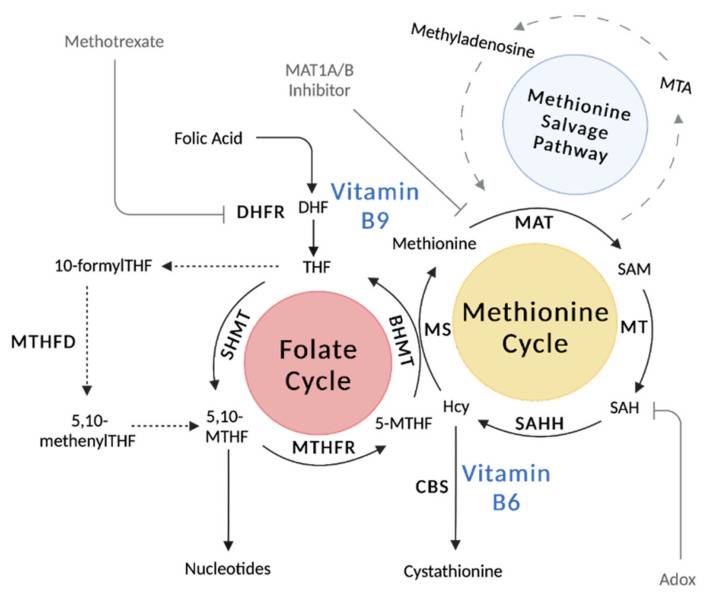 Methotrexate
MAT1A/B
Inhibitor
Methyladenosine
MTA
Methionine
Salvage
Pathway
Folic Acid
DHFR
DHF
Vitamin
B9
THF
10-formylTHF
MTHFD
5,10-
methenylTHF
5,10-
MTHF
SHMT
Folate
Cycle
BHMT
MTHFR
5-MTHF
Nucleotides
Methionine
MAT
SAM
MS
Methionine
Cycle
MT
Hcy
SAHH
SAH
CBS
Vitamin
B6
Cystathionine
Adox